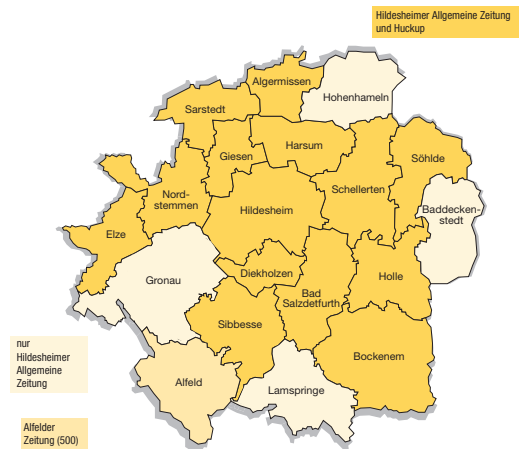 Hildesheimer Allgemeine Zeitung
und Huckup
Algermissen
Hohenhameln
Sarstedt
Harsum
Giesen
Söhlde
Schellerten
Nord-
stemmen
Hildesheim
Baddecken-
stedt
Elze
Gronau
Diekholzen
Holle
Bad
Salzdetfurth
Sibbesse
nur
Hildesheimer
Allgemeine
Zeitung
Bockenem
Alfeld
Lamspringe
Alfelder
Zeitung (500)